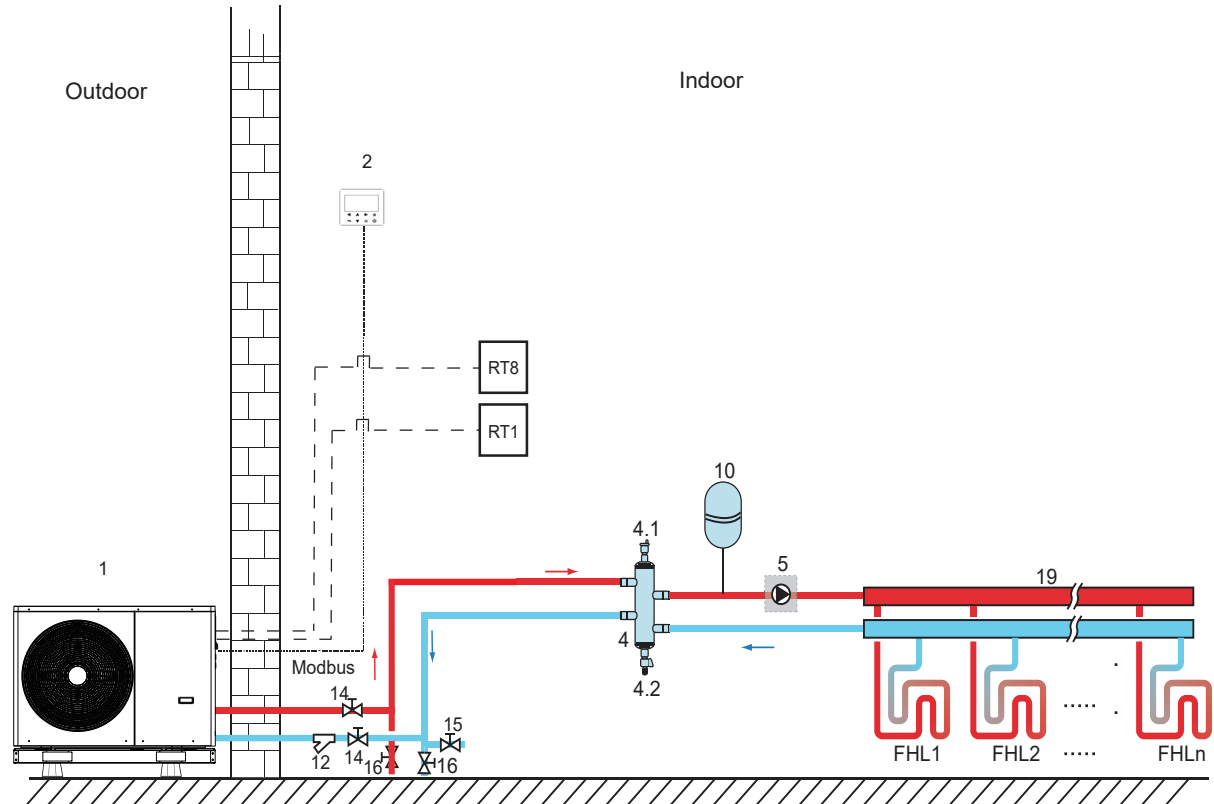 Outdoor
Indoor
2
RT8
RT1
10
4.1
5
19
1
4
Modbus
4.2
14
15
12
14
16
16
FHL1
FHL2
.....
.....
FHLn